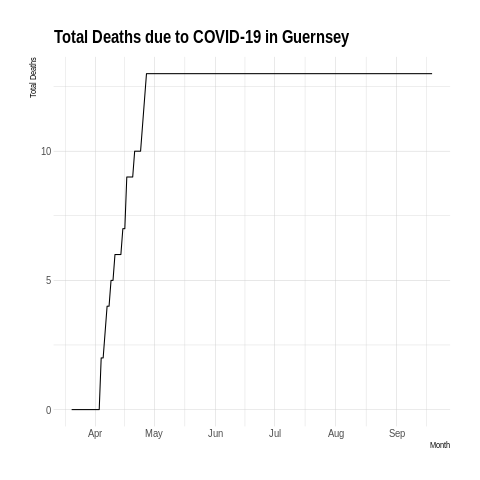 Total Deaths due to COVID-19 in Guernsey
Total Deaths
10
5
0
Apr May Jun Jul Aug Sep
Month